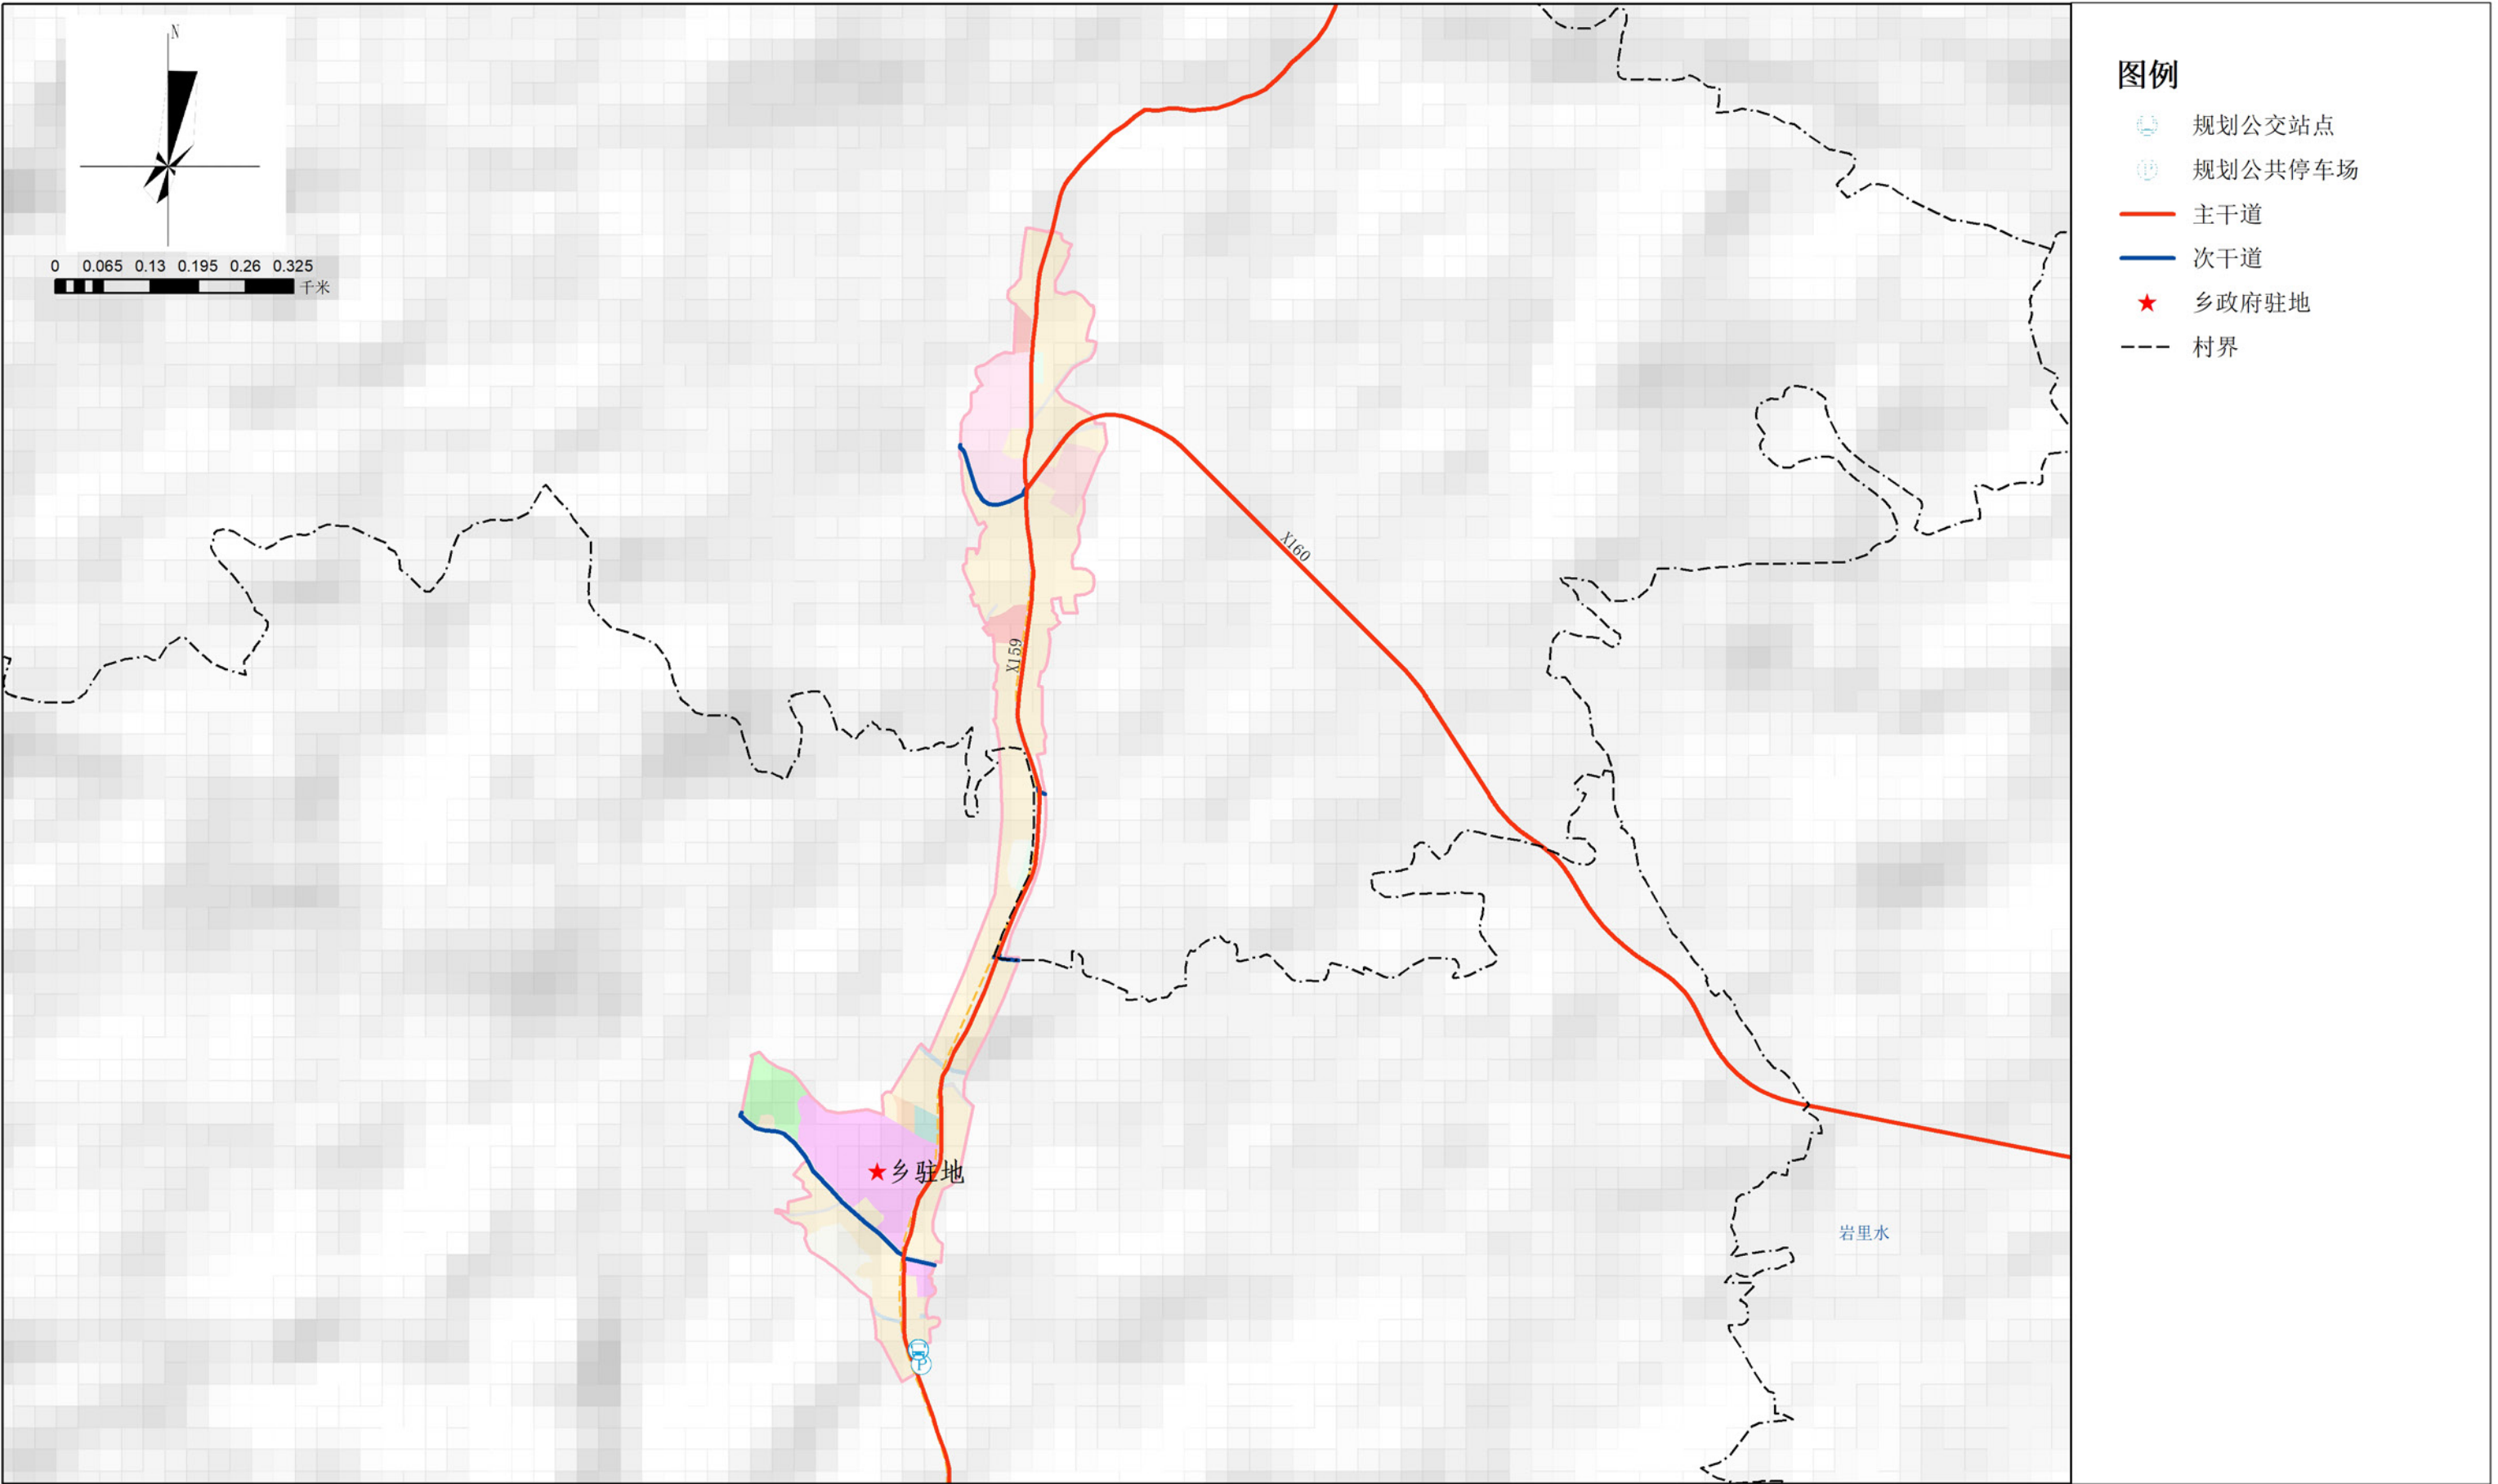 N
0 0.065 0.13 0.195 0.26 0.325
千米
X160
X159
乡驻地
P
岩里水
图例
规划公交站点
P 规划公共停车场
主干道
次干道
乡政府驻地
村界